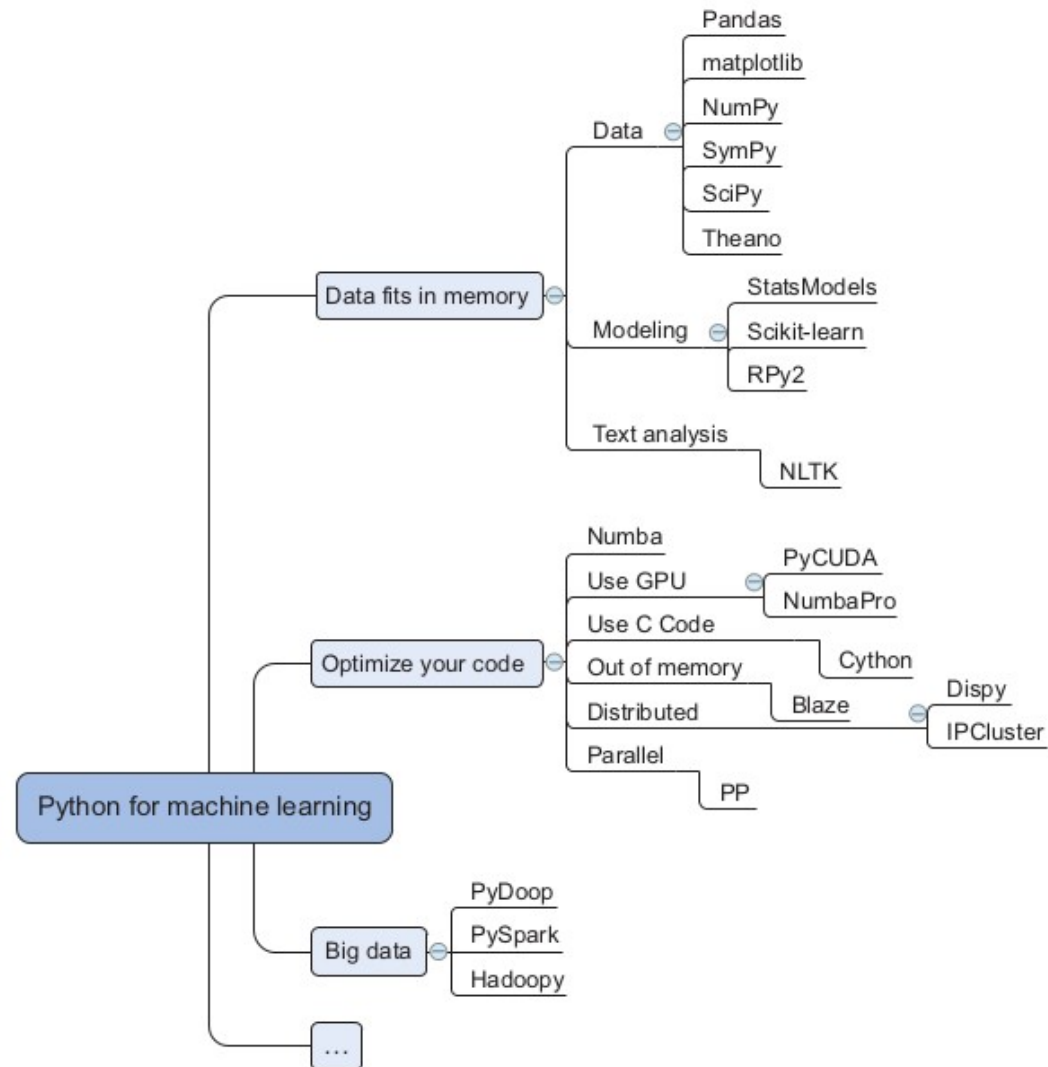 Pandas
matplotlib
NumPy
Data
SymPy
SciPy
Theano
Data fits in memory
StatsModels
Modeling
Scikit-learn
RPy2
Text analysis
NLTK
Numba
PyCUDA
Use GPU
NumbaPro
Use C Code
Optimize your code
Cython
Out of memory
Blaze
Dispy
Distributed
IPCluster
Parallel
PP
Python for machine learning
PyDoop
PySpark
Big data
Hadoopy
...